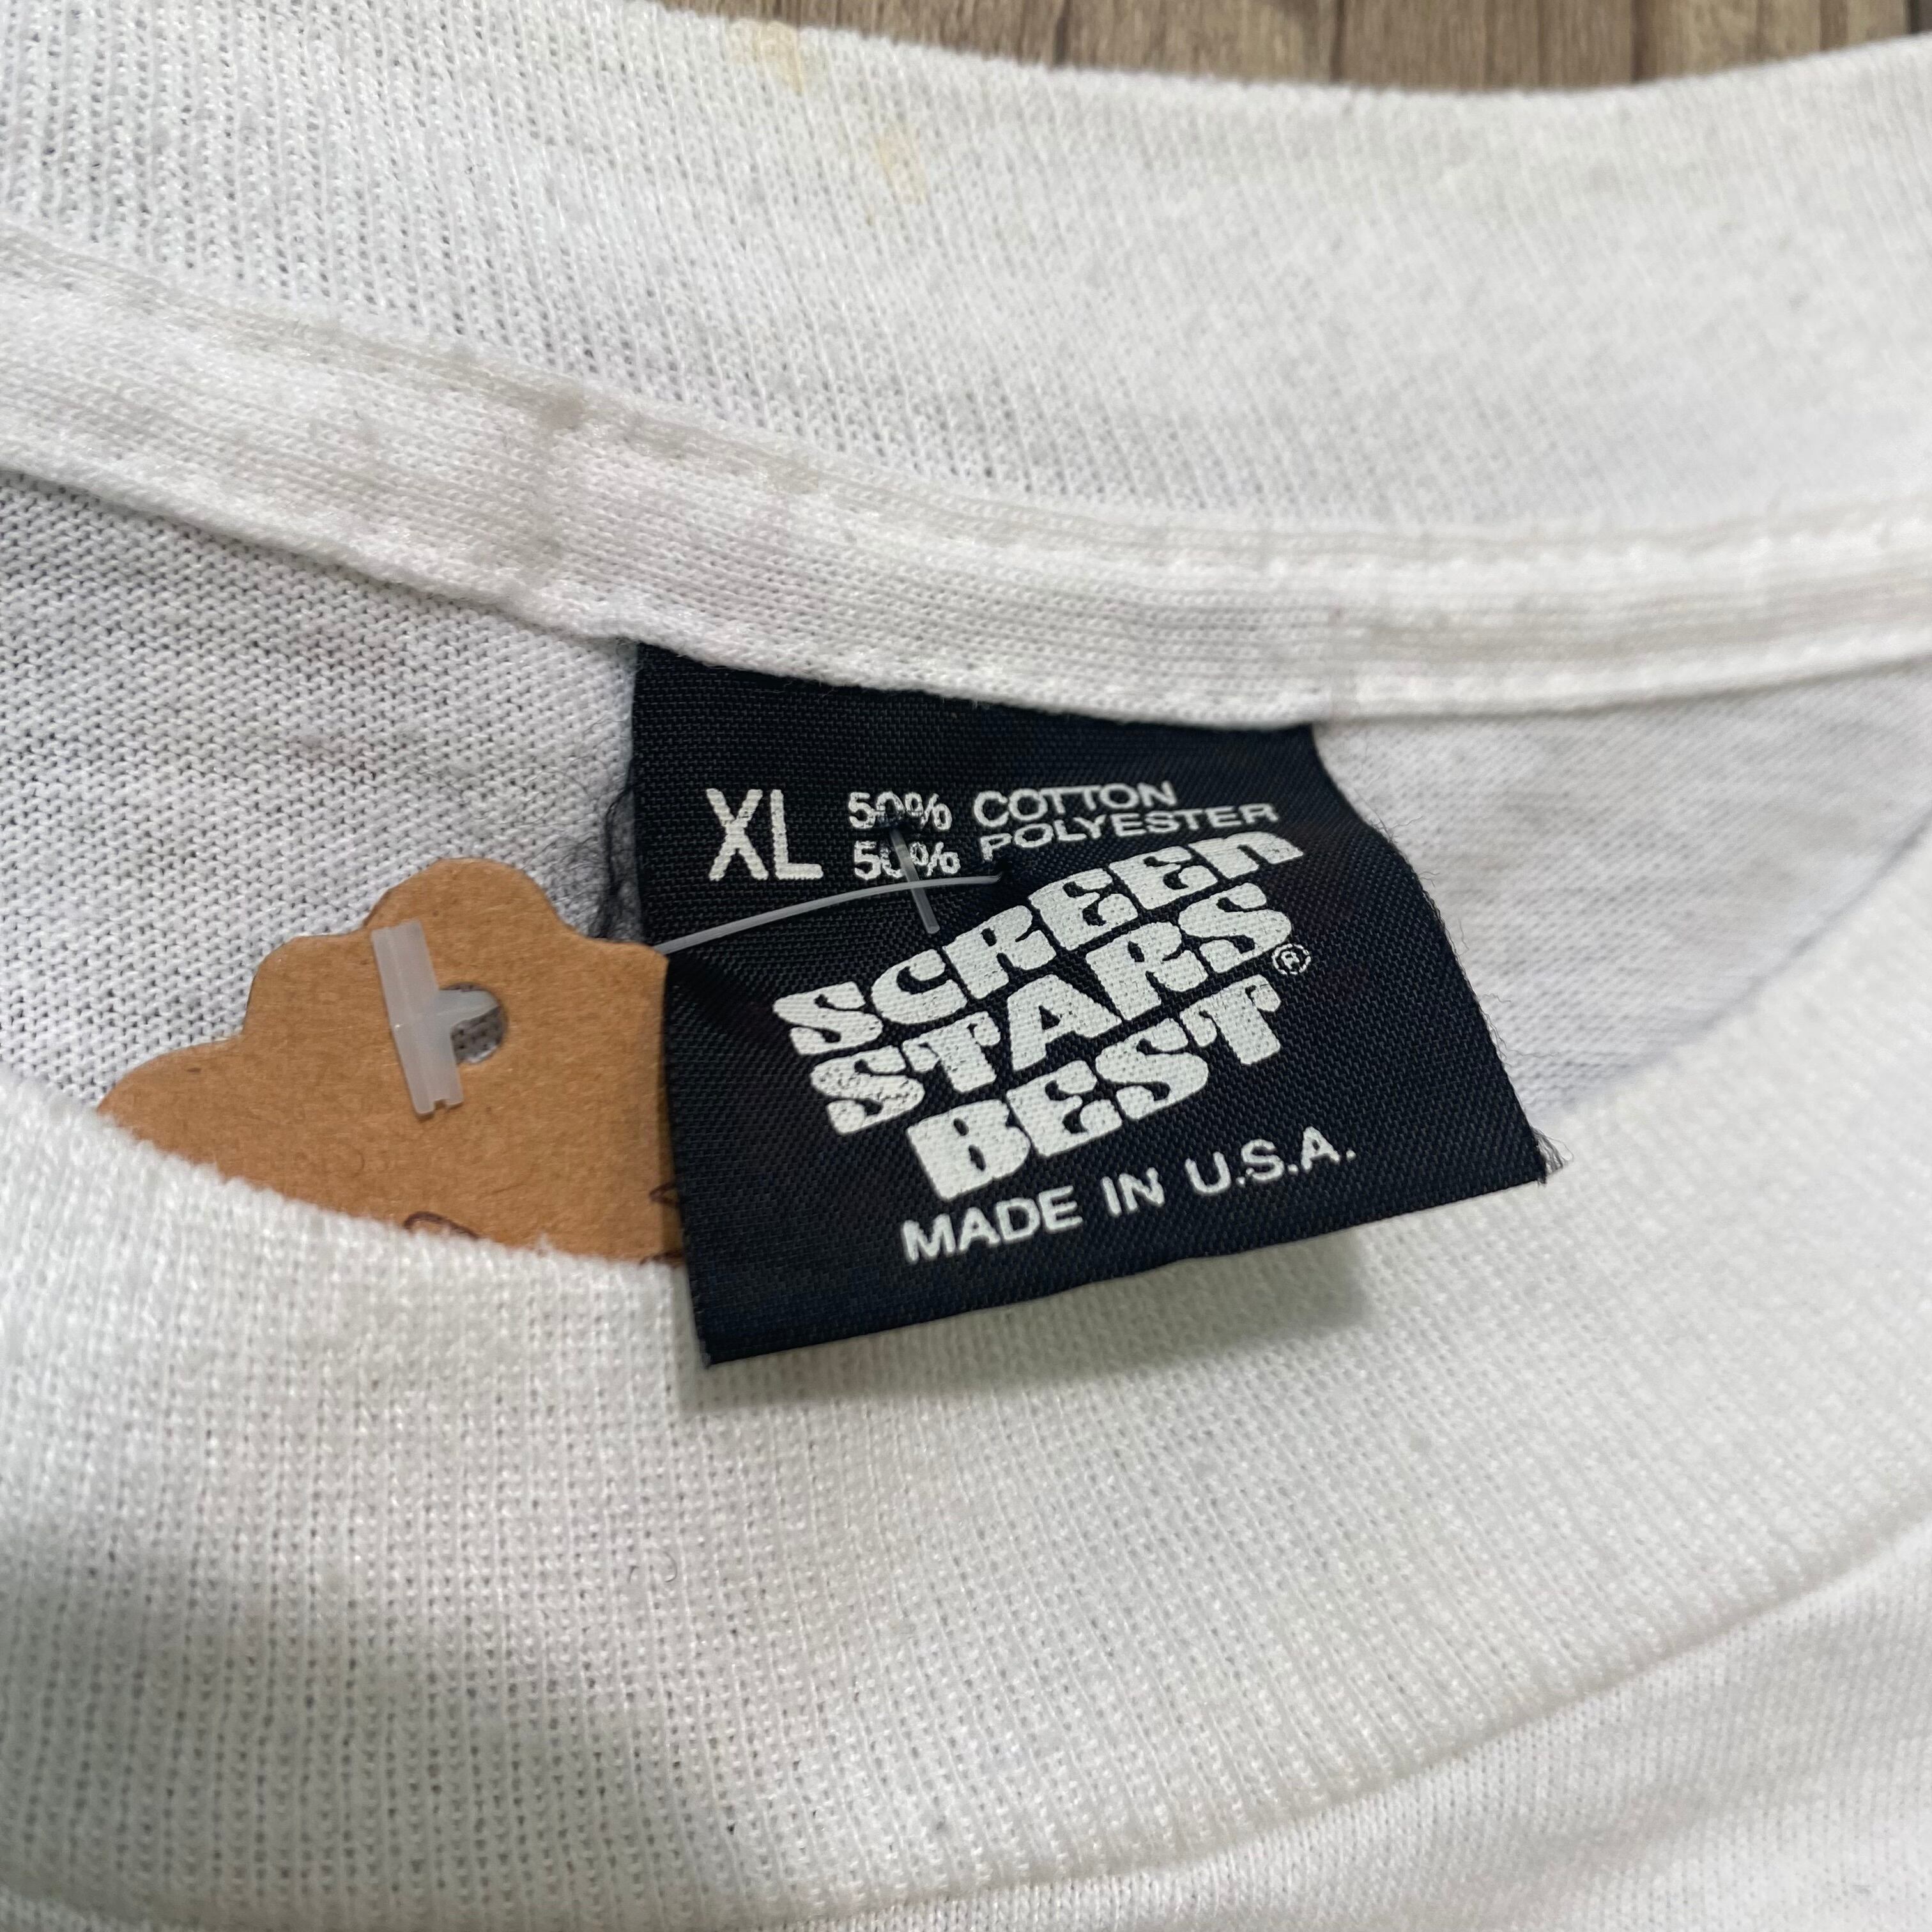 XL 50% COTTON
50% POLYESTER
SCREEN
STARS
BEST®
MADE IN U.S.A.